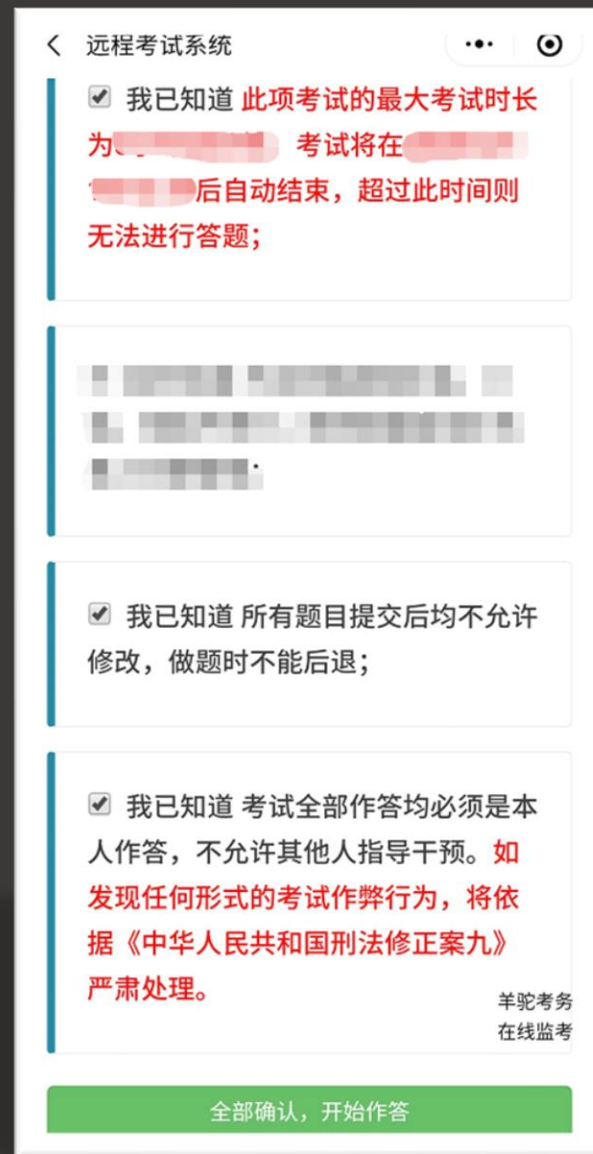 远程考试系统
我已知道 此项考试的最大考试时长
为 考试将在
后自动结束，超过此时间则
无法进行答题；
我已知道 所有题目提交后均不允许
修改，做题时不能后退；
我已知道 考试全部作答均必须是本
人作答，不允许其他人指导干预。如
发现任何形式的考试作弊行为，将依
据《中华人民共和国刑法修正案九》
严肃处理。
羊驼考务
在线监考
全部确认，开始作答